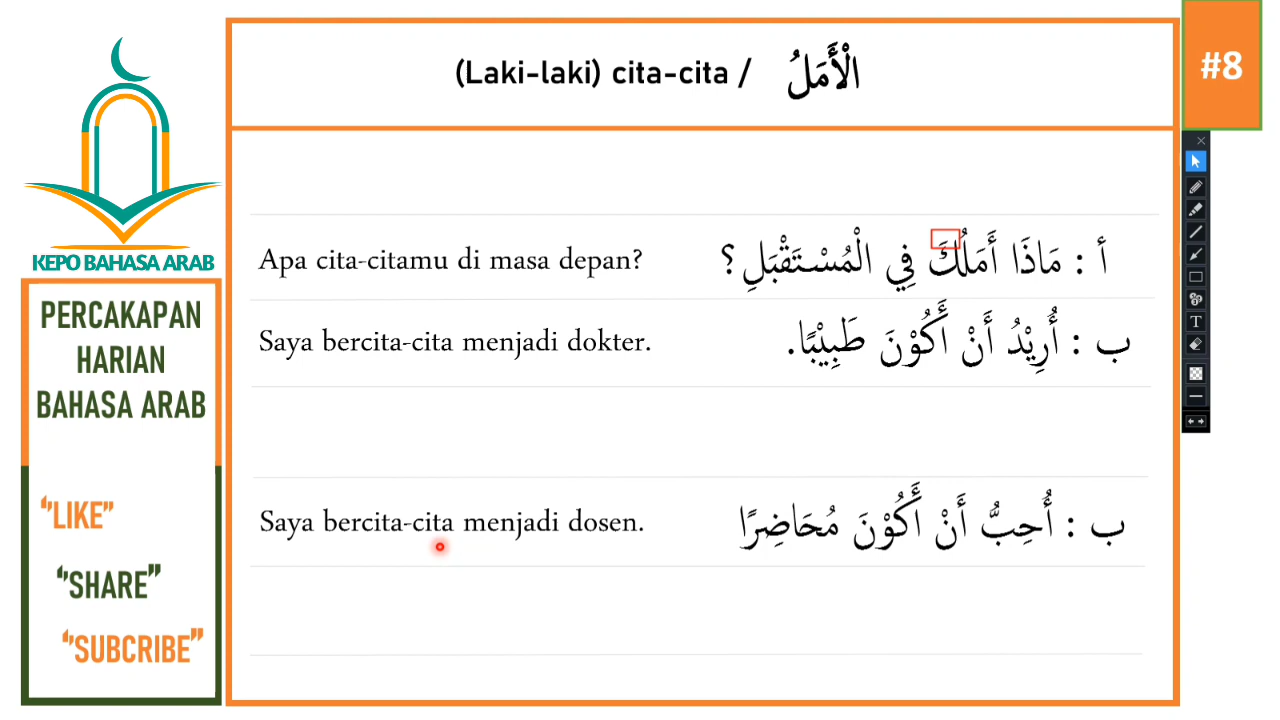 (Laki-laki) cita-cita / الْأَمَلُ
#8
KEPO BAHASA ARAB
PERCAKAPAN
HARIAN
BAHASA ARAB
“LIKE”
“SHARE”
“SUBCRIBE”
Apa cita-citamu di masa depan? أ : مَاذَا أَمَلُكَ فِي الْمُسْتَقْبَلِ ؟
Saya bercita-cita menjadi dokter. ب : أُرِيْدُ أَنْ أَكُوْنَ طَبِيْبًا.
Saya bercita-cita menjadi dosen. ب : أُحِبُّ أَنْ أَكُوْنَ مُحَاضِرًا
T